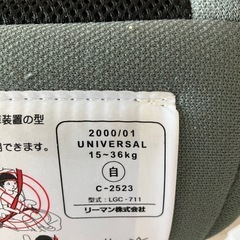 装置の型
できます。
2000/01
UNIVERSAL
15~36kg
自
C-2523
型式:LGC-711
リーマン株式会社